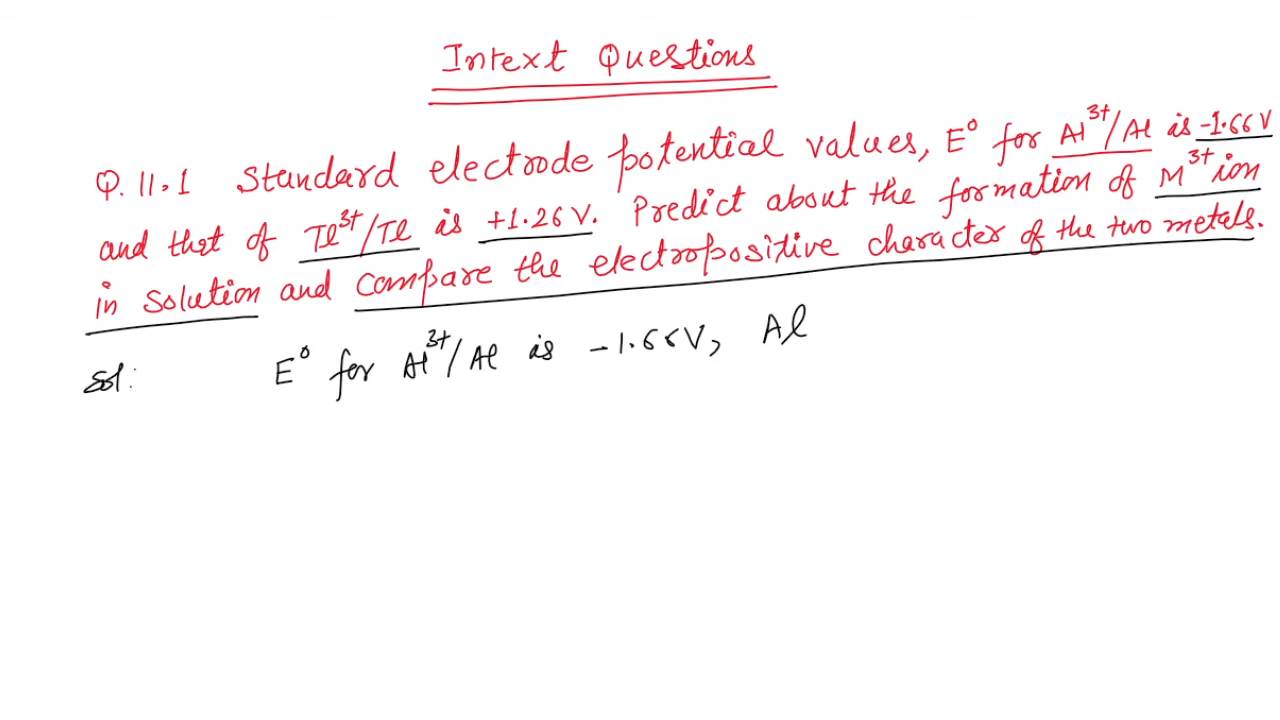 Intext Questions
Q. 11.1 Standard electrode potential values, E° for Al³⁺/Al is -1.66 V
and that of Tl³⁺/Tl is +1.26 V. Predict about the formation of M³⁺ ion
in solution and compare the electropositive character of the two metals.
Sol: E° for Al³⁺/Al is -1.66V, Al